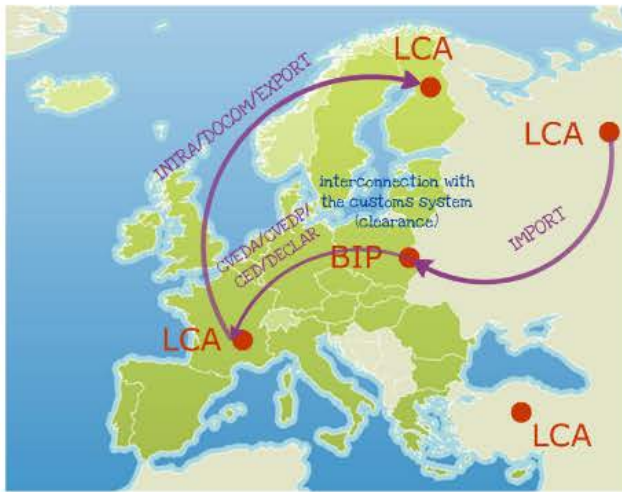 LCA
INTRA/DOCOM/EXPORT
LCA
interconnection with
the customs system
(clearance)
CVEDA/CVEDP/
CED/DECLAR
IMPORT
BIP
LCA
LCA